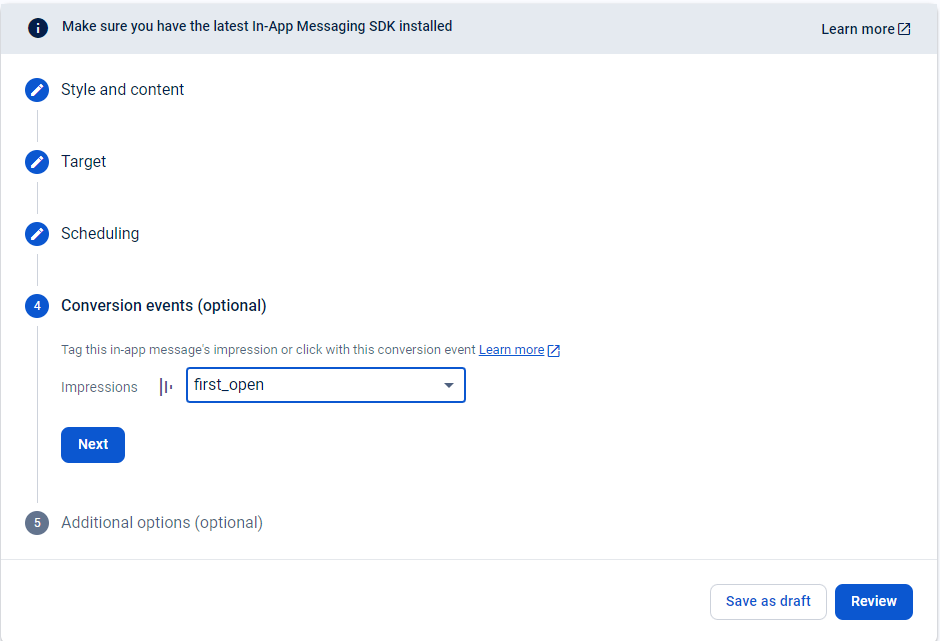 Make sure you have the latest In-App Messaging SDK installed
Learn more
Style and content
Target
Scheduling
4
Conversion events (optional)
Tag this in-app message's impression or click with this conversion event Learn more
Impressions
first_open
Next
5
Additional options (optional)
Save as draft
Review